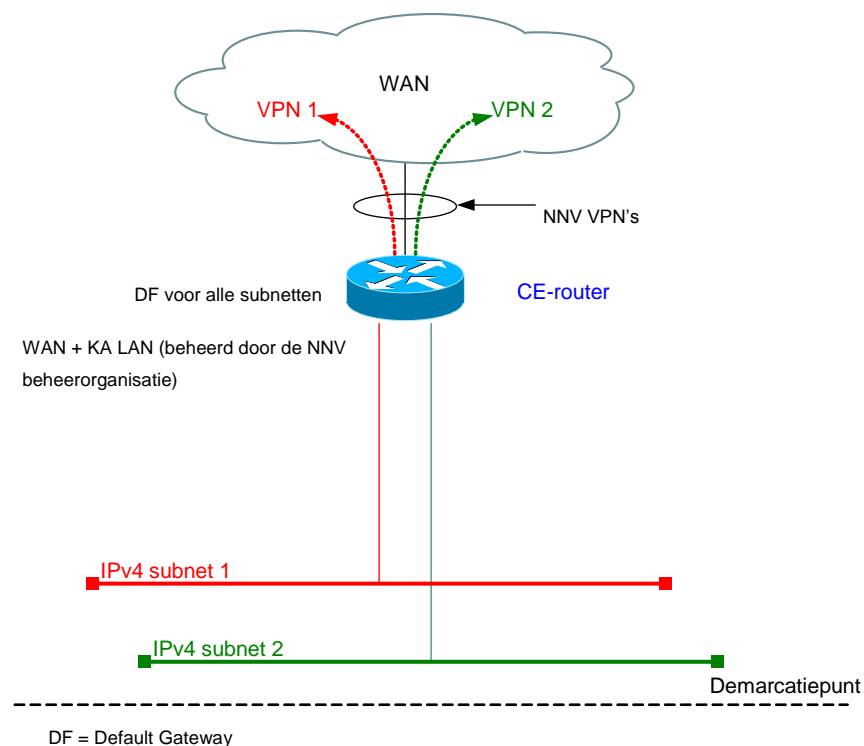 WAN
VPN 1
VPN 2
NNV VPN's
DF voor alle subnetten
CE-router
WAN + KA LAN (beheerd door de NNV
beheerorganisatie)
IPv4 subnet 1
IPv4 subnet 2
Demarcatiepunt
DF = Default Gateway